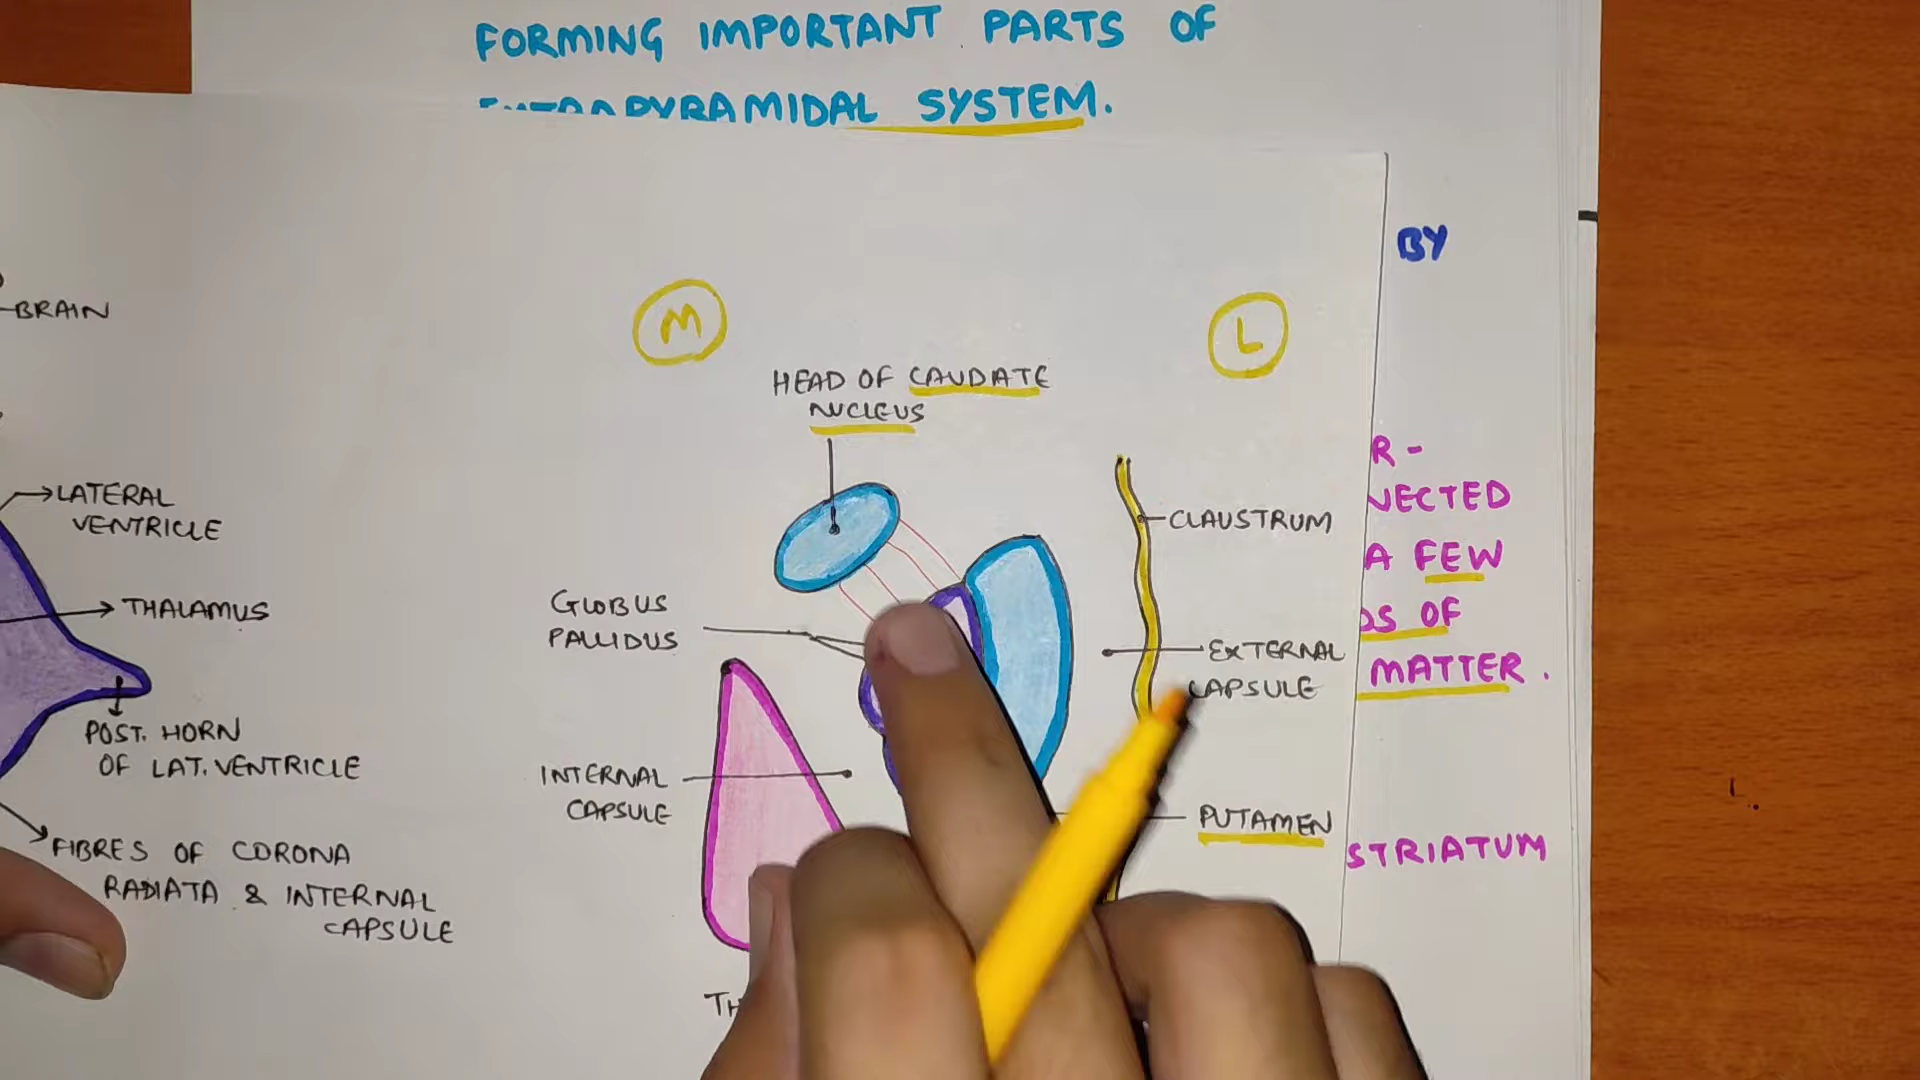 FORMING IMPORTANT PARTS OF
SYSTEM.
BY
M
L
BRAIN
HEAD OF CAUDATE
NUCLEUS
LATERAL
VENTRICLE
CLAUSTRUM
FEW
OF
MATTER.
THALAMUS
GLOBUS
PALLIDUS
EXTERNAL
CAPSULE
POST. HORN
OF LAT. VENTRICLE
INTERNAL
CAPSULE
PUTAMEN
STRIATUM
FIBRES OF CORONA
RADIATA & INTERNAL
CAPSULE